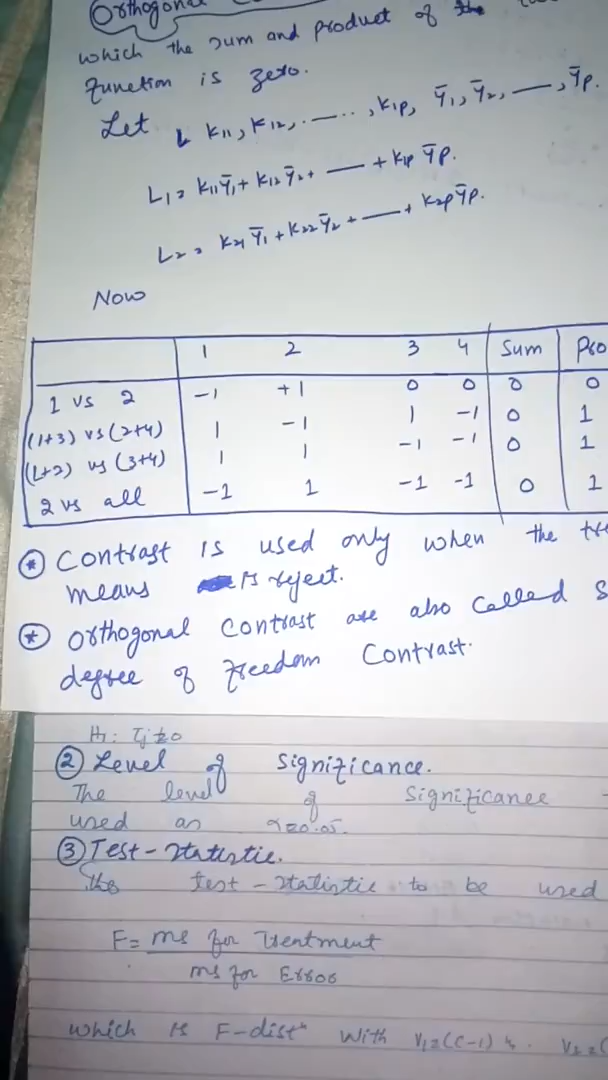 Orthogonal
which the sum and product of the
function is zero.
Let k11, k12, ......, k1p, ȳ1, ȳ2, —, ȳp.
L1 = k11ȳ1 + k12ȳ2 + — + k1p ȳp.
L2 = k21 ȳ1 + k22 ȳ2 + — + k2p ȳp.
Now
1 2 3 4 Sum Pro
1 vs 2 -1 +1 0 0 0 0
(1+3) vs (2+4) 1 -1 1 -1 0 1
(1+2) vs (3+4) 1 1 -1 -1 0 1
2 vs all -1 1 -1 -1 0 1
* Contrast is used only when the
means is reject.
* Orthogonal Contrast are also Called S
degree of freedom Contrast.
H1:
② Level of Significance.
The level of Significance
used as α=0.05.
③ Test-Statistic.
The test-Statistic to be used
F= ms for Treatment
ms for Error
which is F-distn with V1=(c-1) &. V2=(